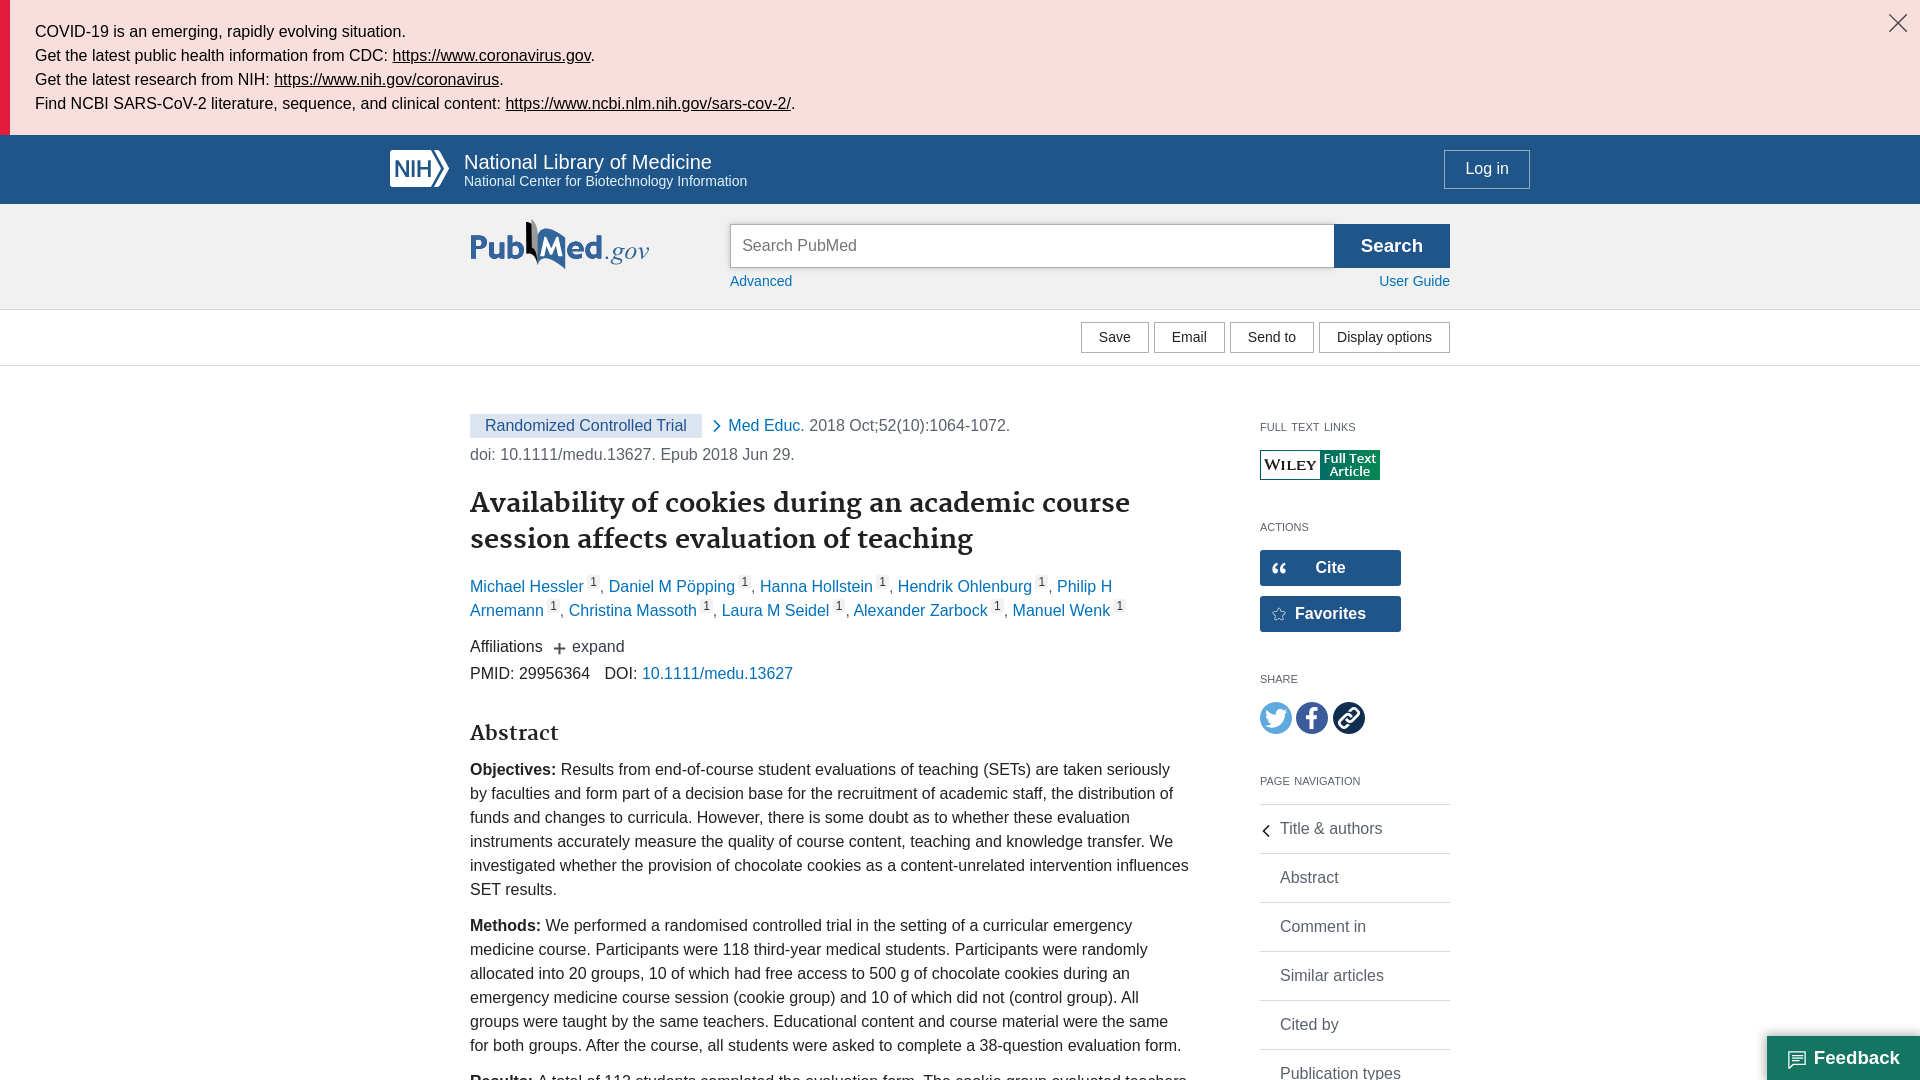 COVID-19 is an emerging, rapidly evolving situation.
Get the latest public health information from CDC: https://www.coronavirus.gov.
Get the latest research from NIH: https://www.nih.gov/coronavirus.
Find NCBI SARS-CoV-2 literature, sequence, and clinical content: https://www.ncbi.nlm.nih.gov/sars-cov-2/.
NIH National Library of Medicine
National Center for Biotechnology Information
Log in
PubMed.gov
Search PubMed
Search
Advanced
User Guide
Save
Email
Send to
Display options
Randomized Controlled Trial
Med Educ. 2018 Oct;52(10):1064-1072.
doi: 10.1111/medu.13627. Epub 2018 Jun 29.
Availability of cookies during an academic course
session affects evaluation of teaching
Michael Hessler 1, Daniel M Pöpping 1, Hanna Hollstein 1, Hendrik Ohlenburg 1, Philip H
Arnemann 1, Christina Massoth 1, Laura M Seidel 1, Alexander Zarbock 1, Manuel Wenk 1
Affiliations + expand
PMID: 29956364 DOI: 10.1111/medu.13627
Abstract
Objectives: Results from end-of-course student evaluations of teaching (SETs) are taken seriously
by faculties and form part of a decision base for the recruitment of academic staff, the distribution of
funds and changes to curricula. However, there is some doubt as to whether these evaluation
instruments accurately measure the quality of course content, teaching and knowledge transfer. We
investigated whether the provision of chocolate cookies as a content-unrelated intervention influences
SET results.
Methods: We performed a randomised controlled trial in the setting of a curricular emergency
medicine course. Participants were 118 third-year medical students. Participants were randomly
allocated into 20 groups, 10 of which had free access to 500 g of chocolate cookies during an
emergency medicine course session (cookie group) and 10 of which did not (control group). All
groups were taught by the same teachers. Educational content and course material were the same
for both groups. After the course, all students were asked to complete a 38-question evaluation form.
Results: A total of 112 students completed the evaluation form. The cookie group evaluated teachers
FULL TEXT LINKS
WILEY Full Text
Article
ACTIONS
Cite
Favorites
SHARE
PAGE NAVIGATION
Title & authors
Abstract
Comment in
Similar articles
Cited by
Publication types
Feedback